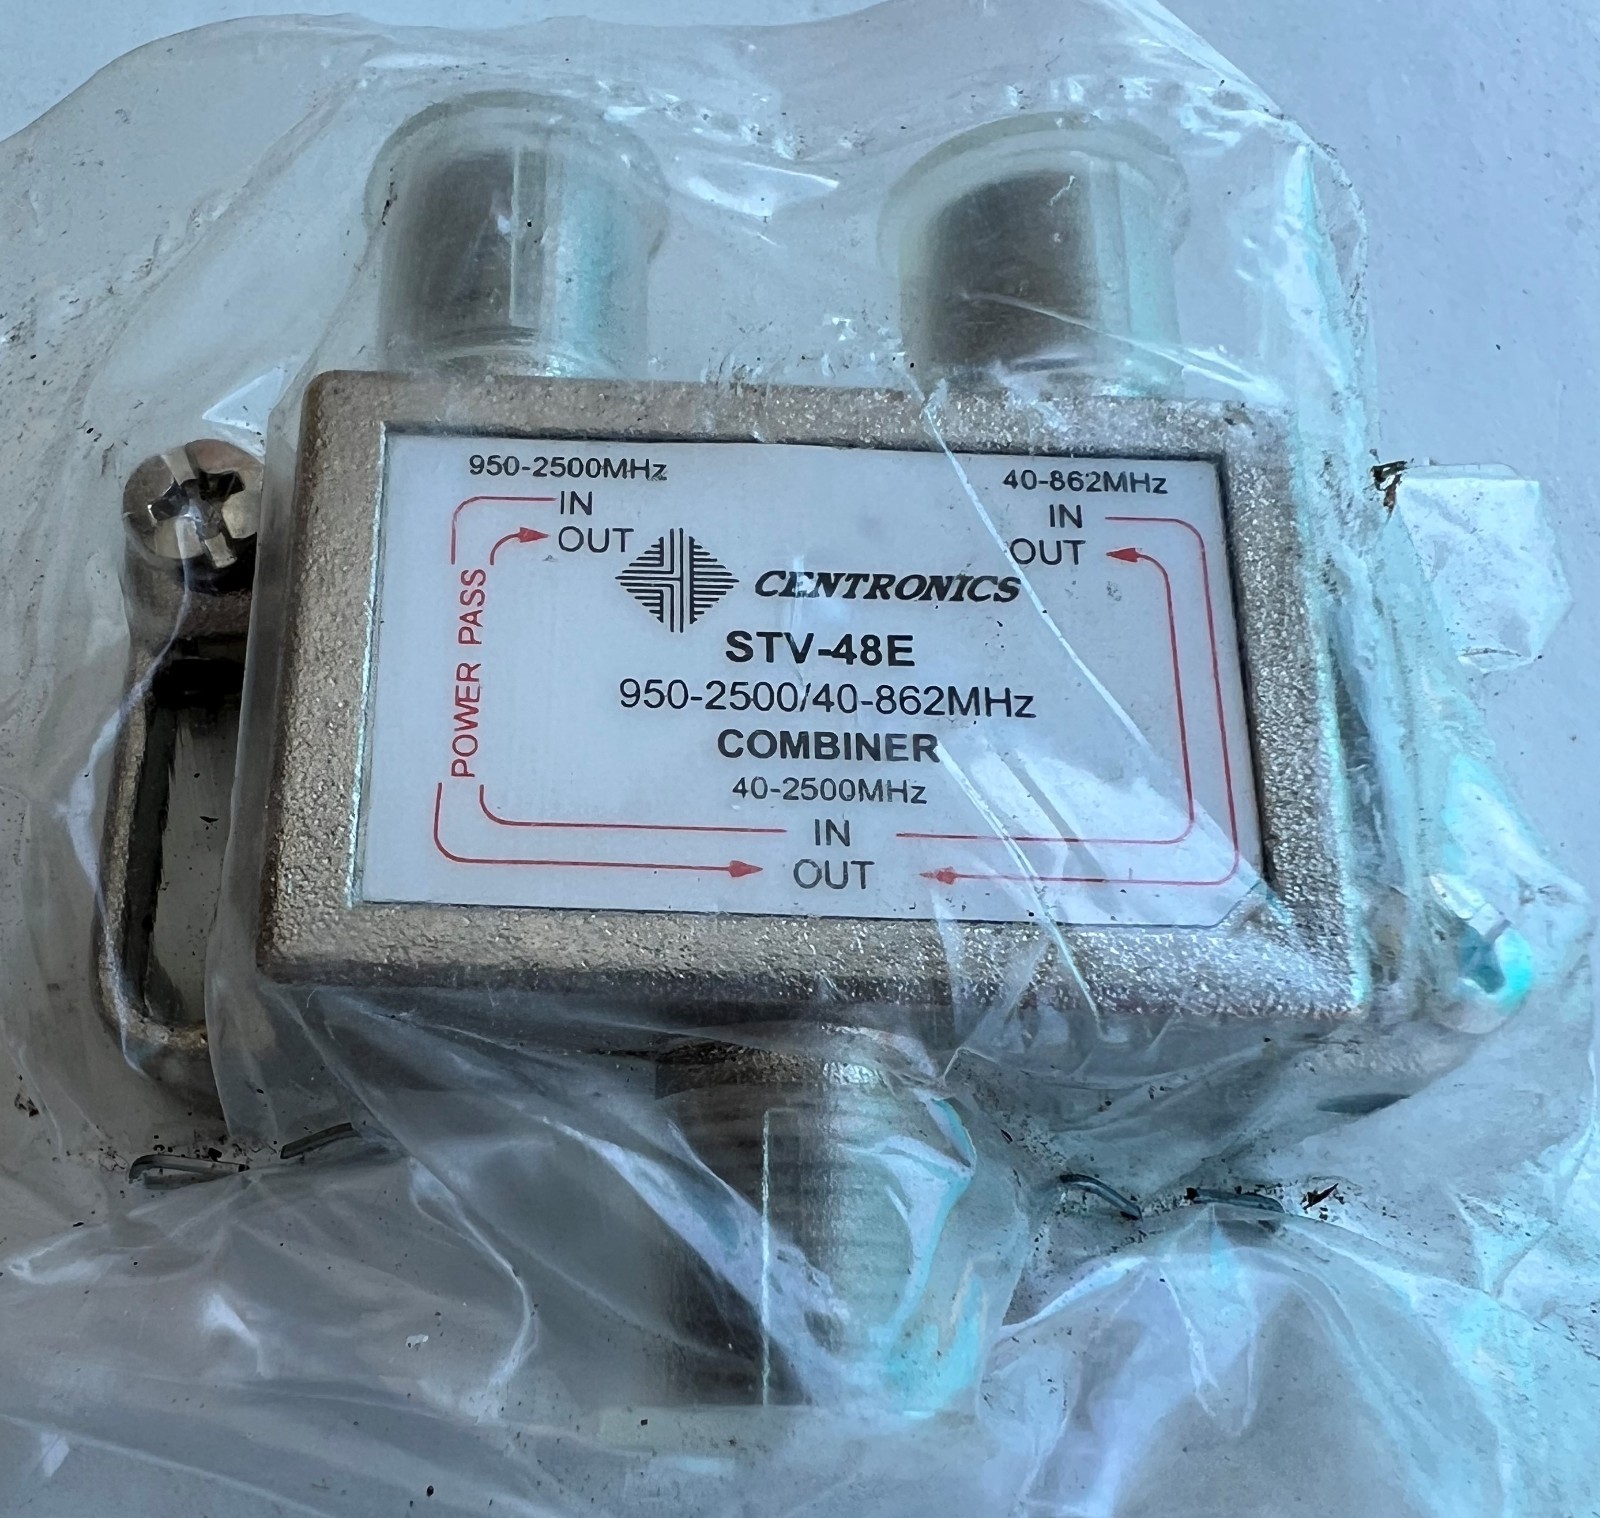 950-2500MHz
IN
OUT
40-862MHz
IN
OUT
POWER PASS
CENTRONICS
STV-48E
950-2500/40-862MHz
COMBINER
40-2500MHz
IN
OUT